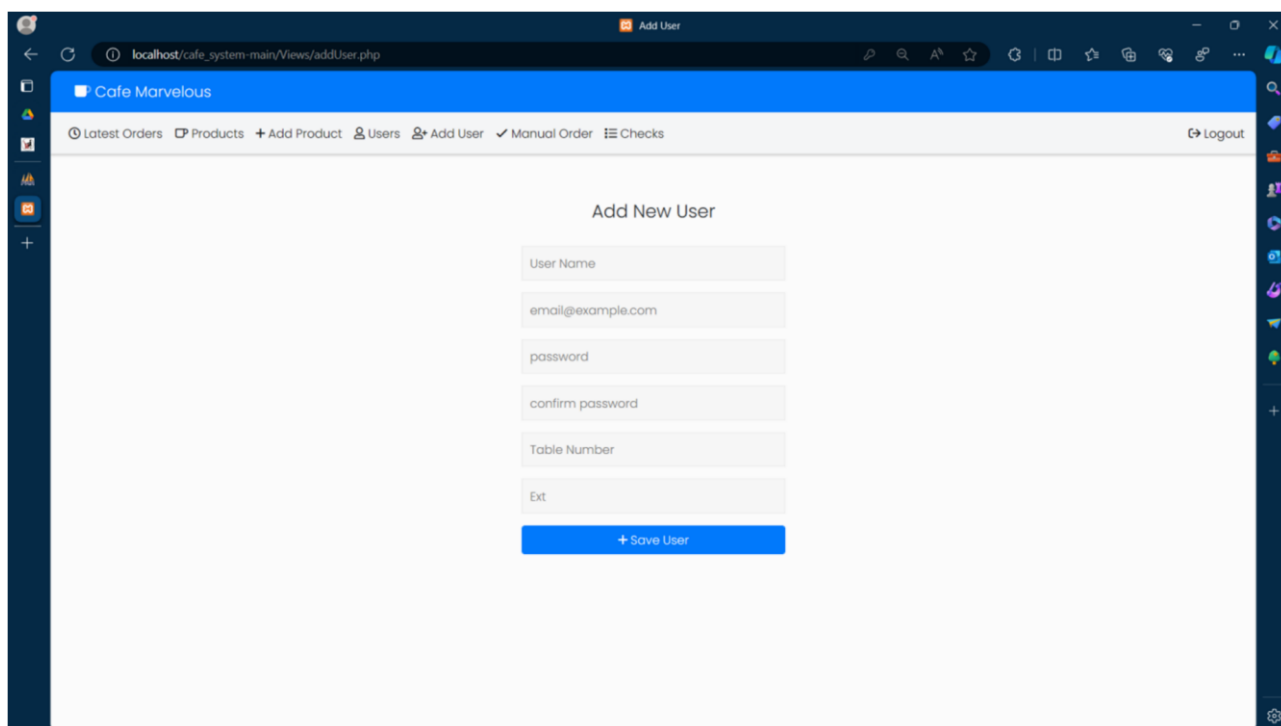 Add User
localhost/cafe_system-main/Views/addUser.php
Cafe Marvelous
Latest Orders Products Add Product Users Add User Manual Order Checks Logout
Add New User
User Name
email@example.com
password
confirm password
Table Number
Ext
+ Save User